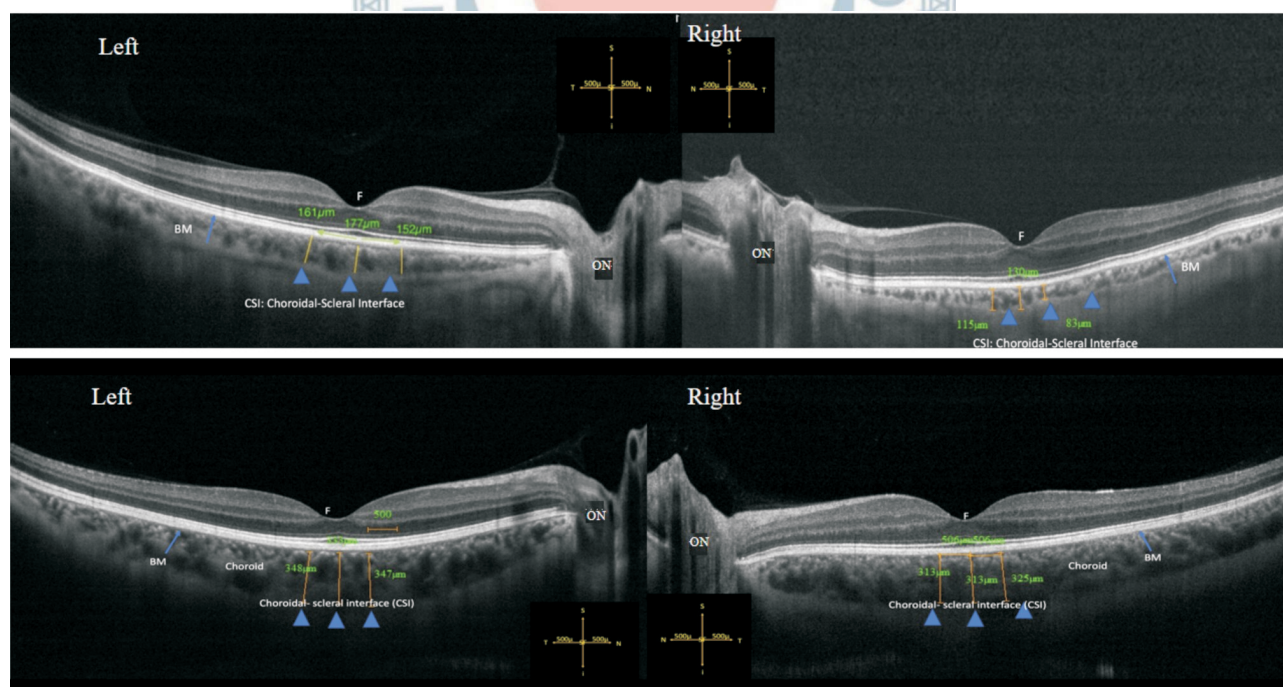 Left
Right
S
T 500µ 500µ N
I
S
N 500µ 500µ T
I
F
161µm
177µm
152µm
BM
ON
CSI: Choroidal-Scleral Interface
F
ON
130µm
BM
115µm
83µm
CSI: Choroidal-Scleral Interface
Left
Right
F
500
ON
BM
Choroid
348µm
347µm
Choroidal- scleral interface (CSI)
S
T 500µ 500µ N
I
F
ON
506µm
506µm
BM
Choroid
313µm
313µm
325µm
Choroidal- scleral interface (CSI)
S
N 500µ 500µ T
I